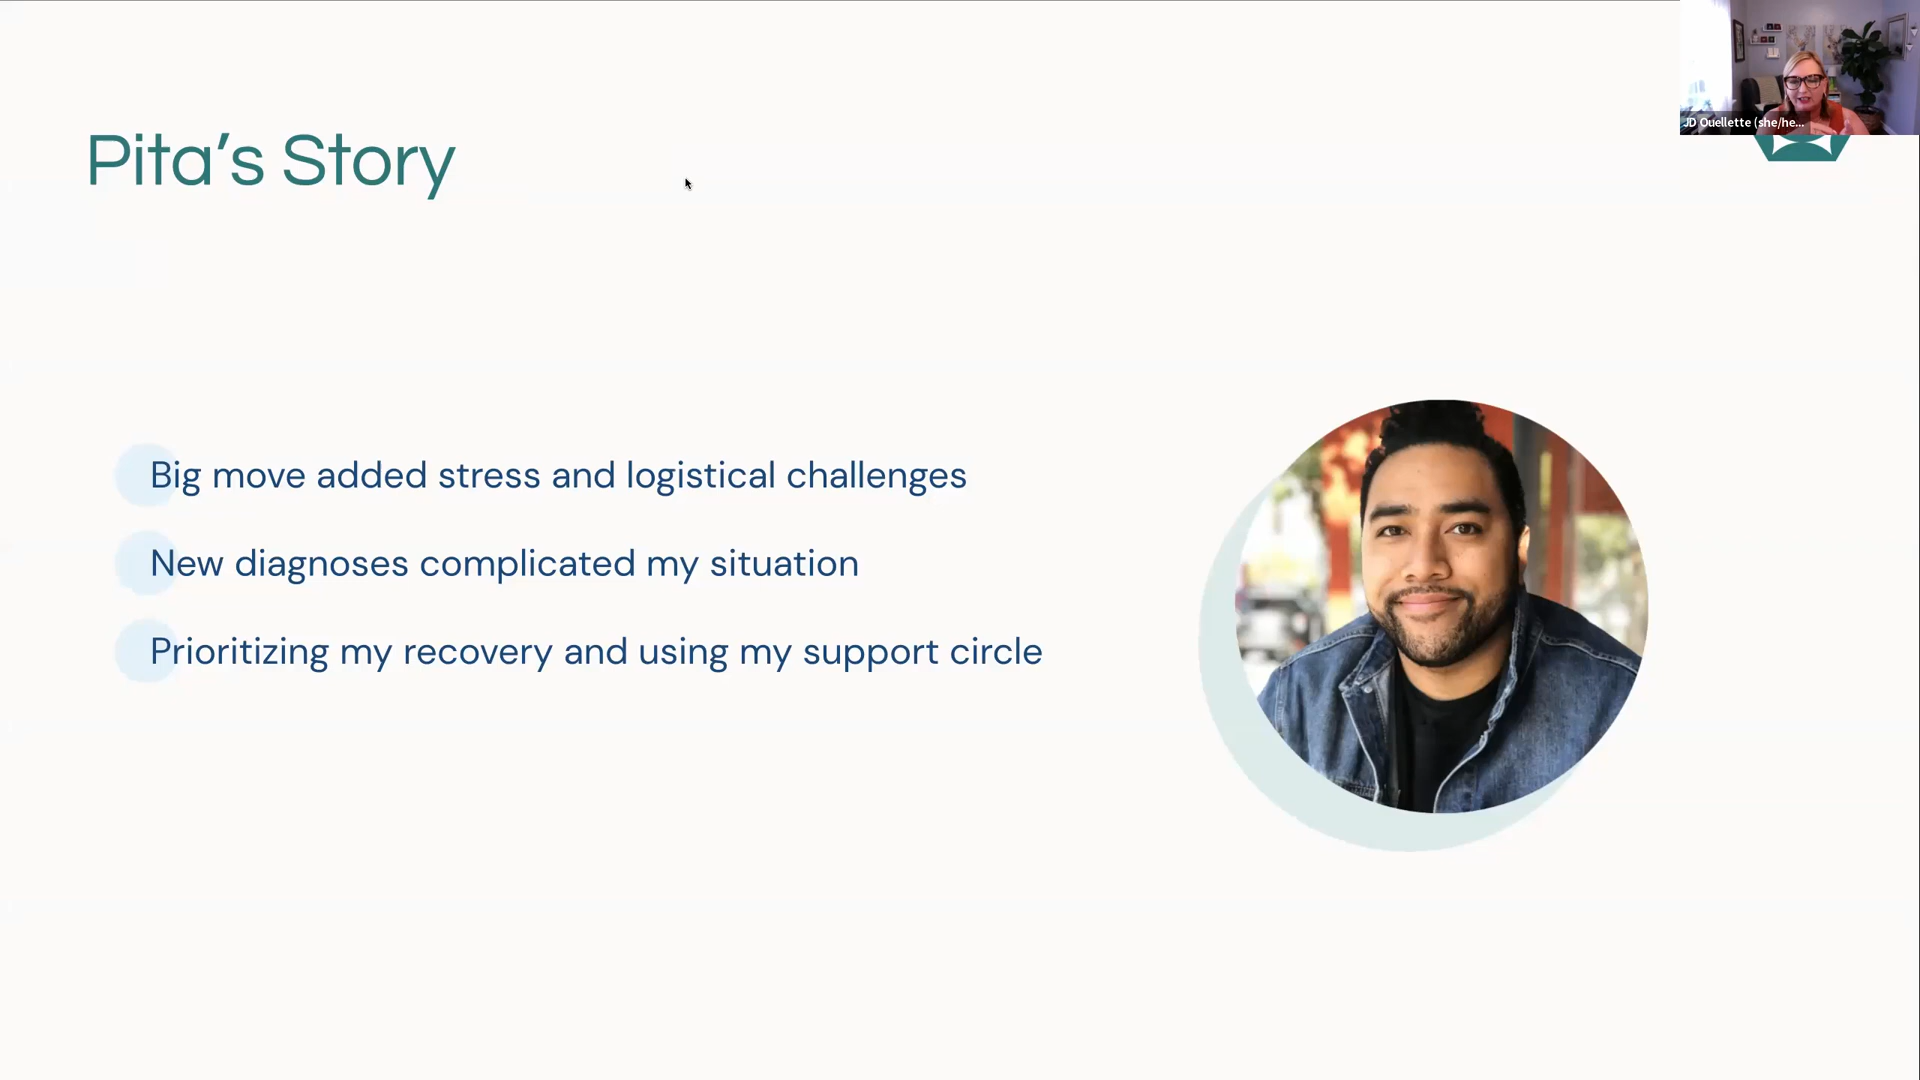 JD Ouellette (she/he...
Pita’s Story
Big move added stress and logistical challenges
New diagnoses complicated my situation
Prioritizing my recovery and using my support circle